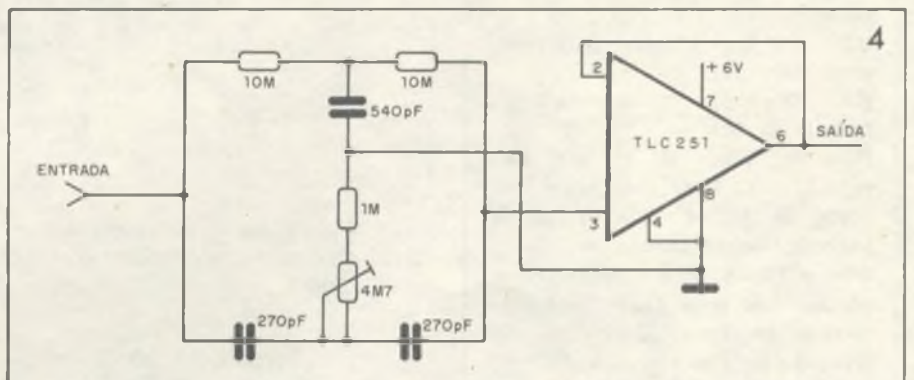 4
10M
10M
540pF
ENTRADA
1M
4M7
270pF
270pF
2
+6V
7
TLC251
6
SAÍDA
3
4
8